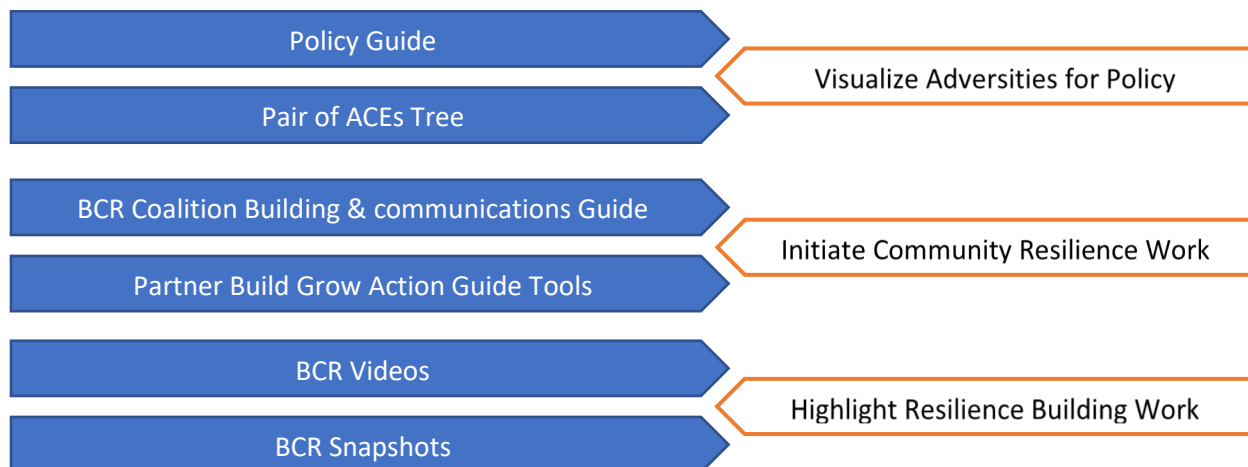 Policy Guide
Visualize Adversities for Policy
Pair of ACEs Tree
BCR Coalition Building & communications Guide
Initiate Community Resilience Work
Partner Build Grow Action Guide Tools
BCR Videos
Highlight Resilience Building Work
BCR Snapshots